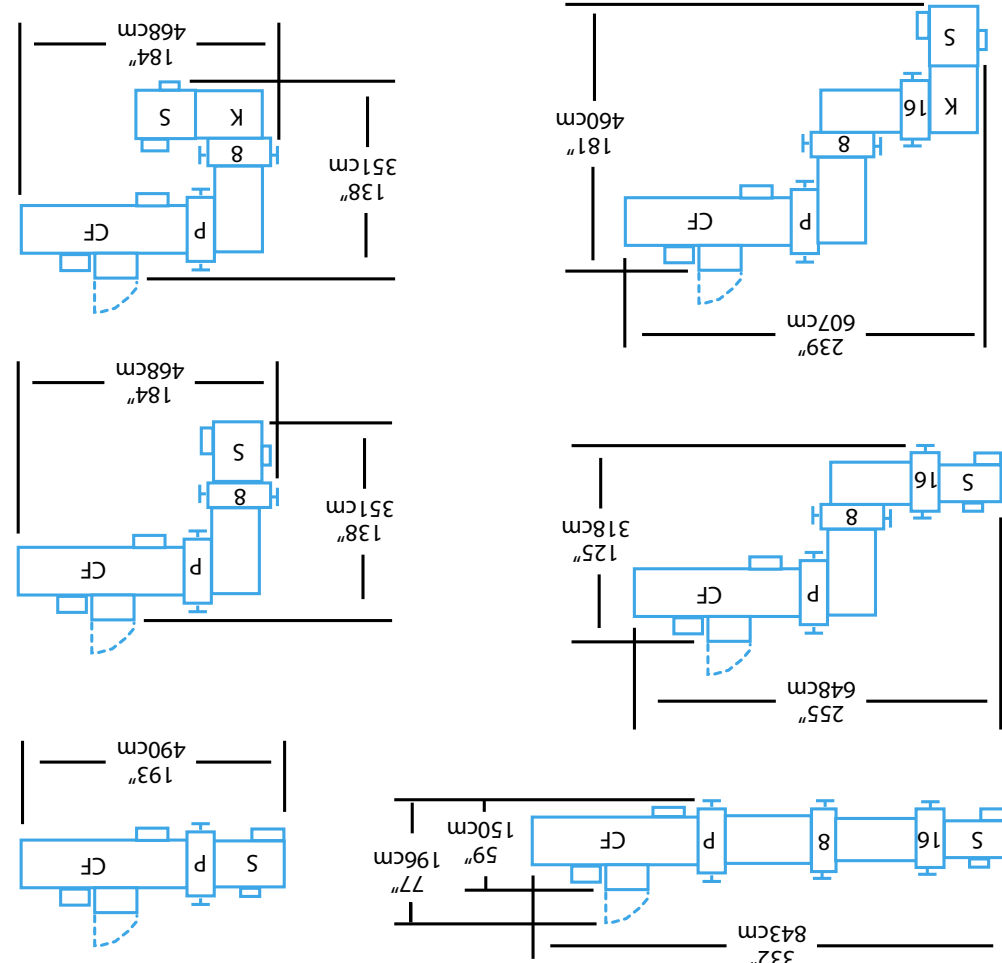 332"
843cm
S 16 8 P CF
59"
150cm
77"
196cm
S P CF
193"
490cm
255"
648cm
P CF
8
S 16
125"
318cm
P CF
8
S
138"
351cm
184"
468cm
239"
607cm
P CF
8
K 16
S
181"
460cm
P CF
8
K S
138"
351cm
184"
468cm